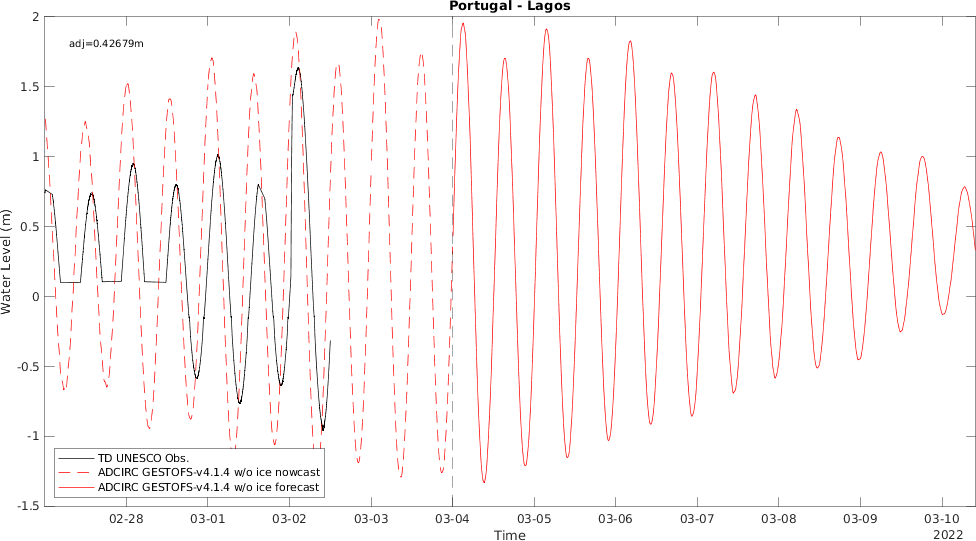 Portugal - Lagos
adj=0.42679m
2
1.5
1
0.5
0
-0.5
-1
-1.5
Water Level (m)
TD UNESCO Obs.
ADCIRC GESTOFS-v4.1.4 w/o ice nowcast
ADCIRC GESTOFS-v4.1.4 w/o ice forecast
02-28 03-01 03-02 03-03 03-04 03-05 03-06 03-07 03-08 03-09 03-10
Time
2022